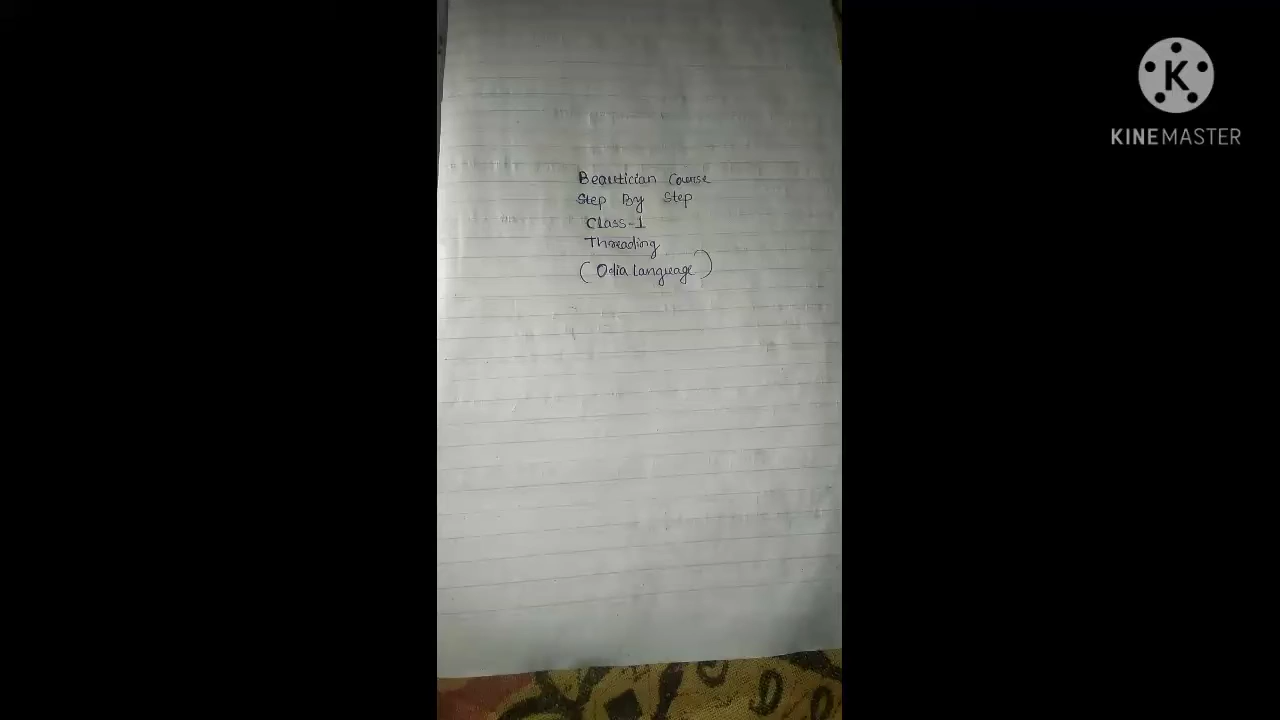 Beautician Course
Step By Step
Class-1
Threading
(Odia Language)
K
KINEMASTER